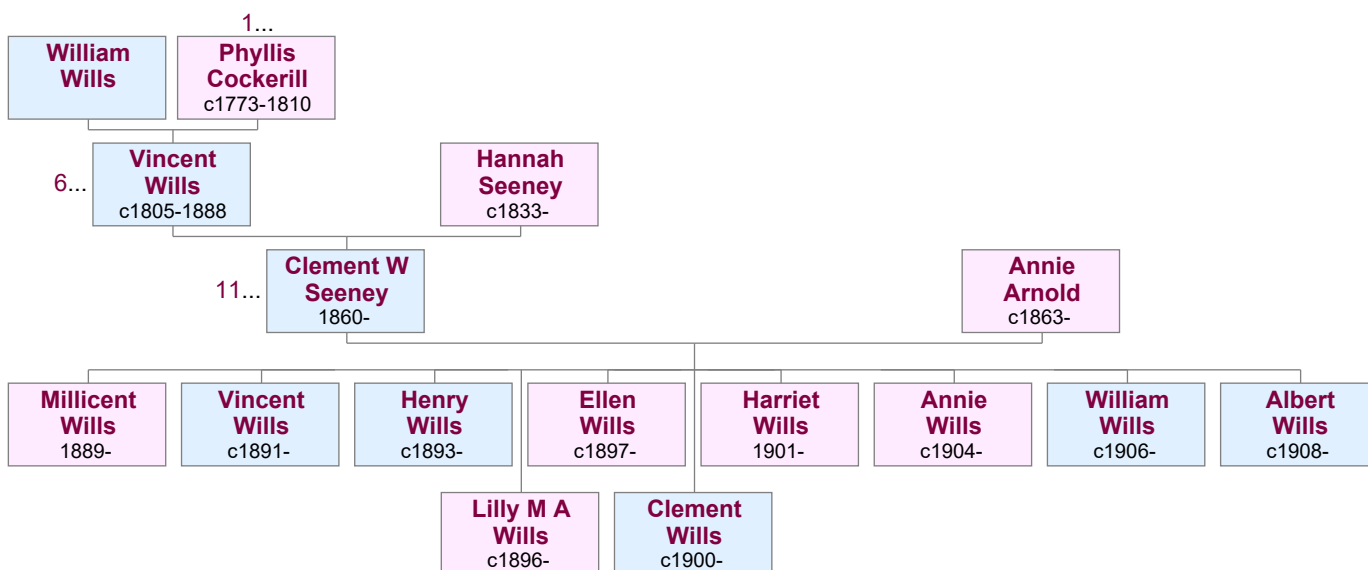 1...
William
Wills
Phyllis
Cockerill
c1773-1810
6...
Vincent
Wills
c1805-1888
Hannah
Seeney
c1833-
11...
Clement W
Seeney
1860-
Annie
Arnold
c1863-
Millicent
Wills
1889-
Vincent
Wills
c1891-
Henry
Wills
c1893-
Ellen
Wills
c1897-
Harriet
Wills
1901-
Annie
Wills
c1904-
William
Wills
c1906-
Albert
Wills
c1908-
Lilly M A
Wills
c1896-
Clement
Wills
c1900-